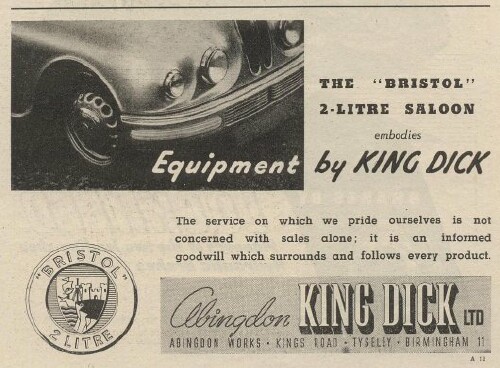 THE "BRISTOL"
2-LITRE SALOON
embodies
Equipment by KING DICK
The service on which we pride ourselves is not
concerned with sales alone; it is an informed
goodwill which surrounds and follows every product.
"BRISTOL"
2 LITRE
Abingdon KING DICK LTD
ABINGDON WORKS · KINGS ROAD · TYSELEY · BIRMINGHAM 11
A 12